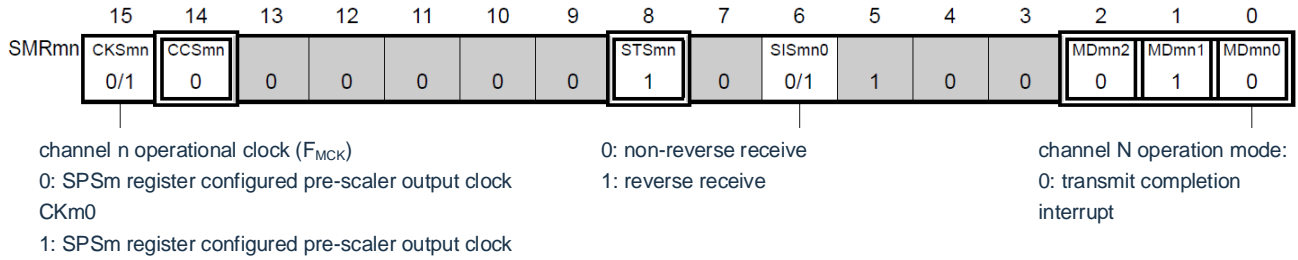 15 14 13 12 11 10 9 8 7 6 5 4 3 2 1 0
SMRmn CKSmn CCSmn STSmn SISmn0 MDmn2 MDmn1 MDmn0
0/1 0 0 0 0 0 0 1 0 0/1 1 0 0 0 1 0
channel n operational clock (FMCK)
0: SPSm register configured pre-scaler output clock
CKm0
1: SPSm register configured pre-scaler output clock
0: non-reverse receive
1: reverse receive
channel N operation mode:
0: transmit completion
interrupt